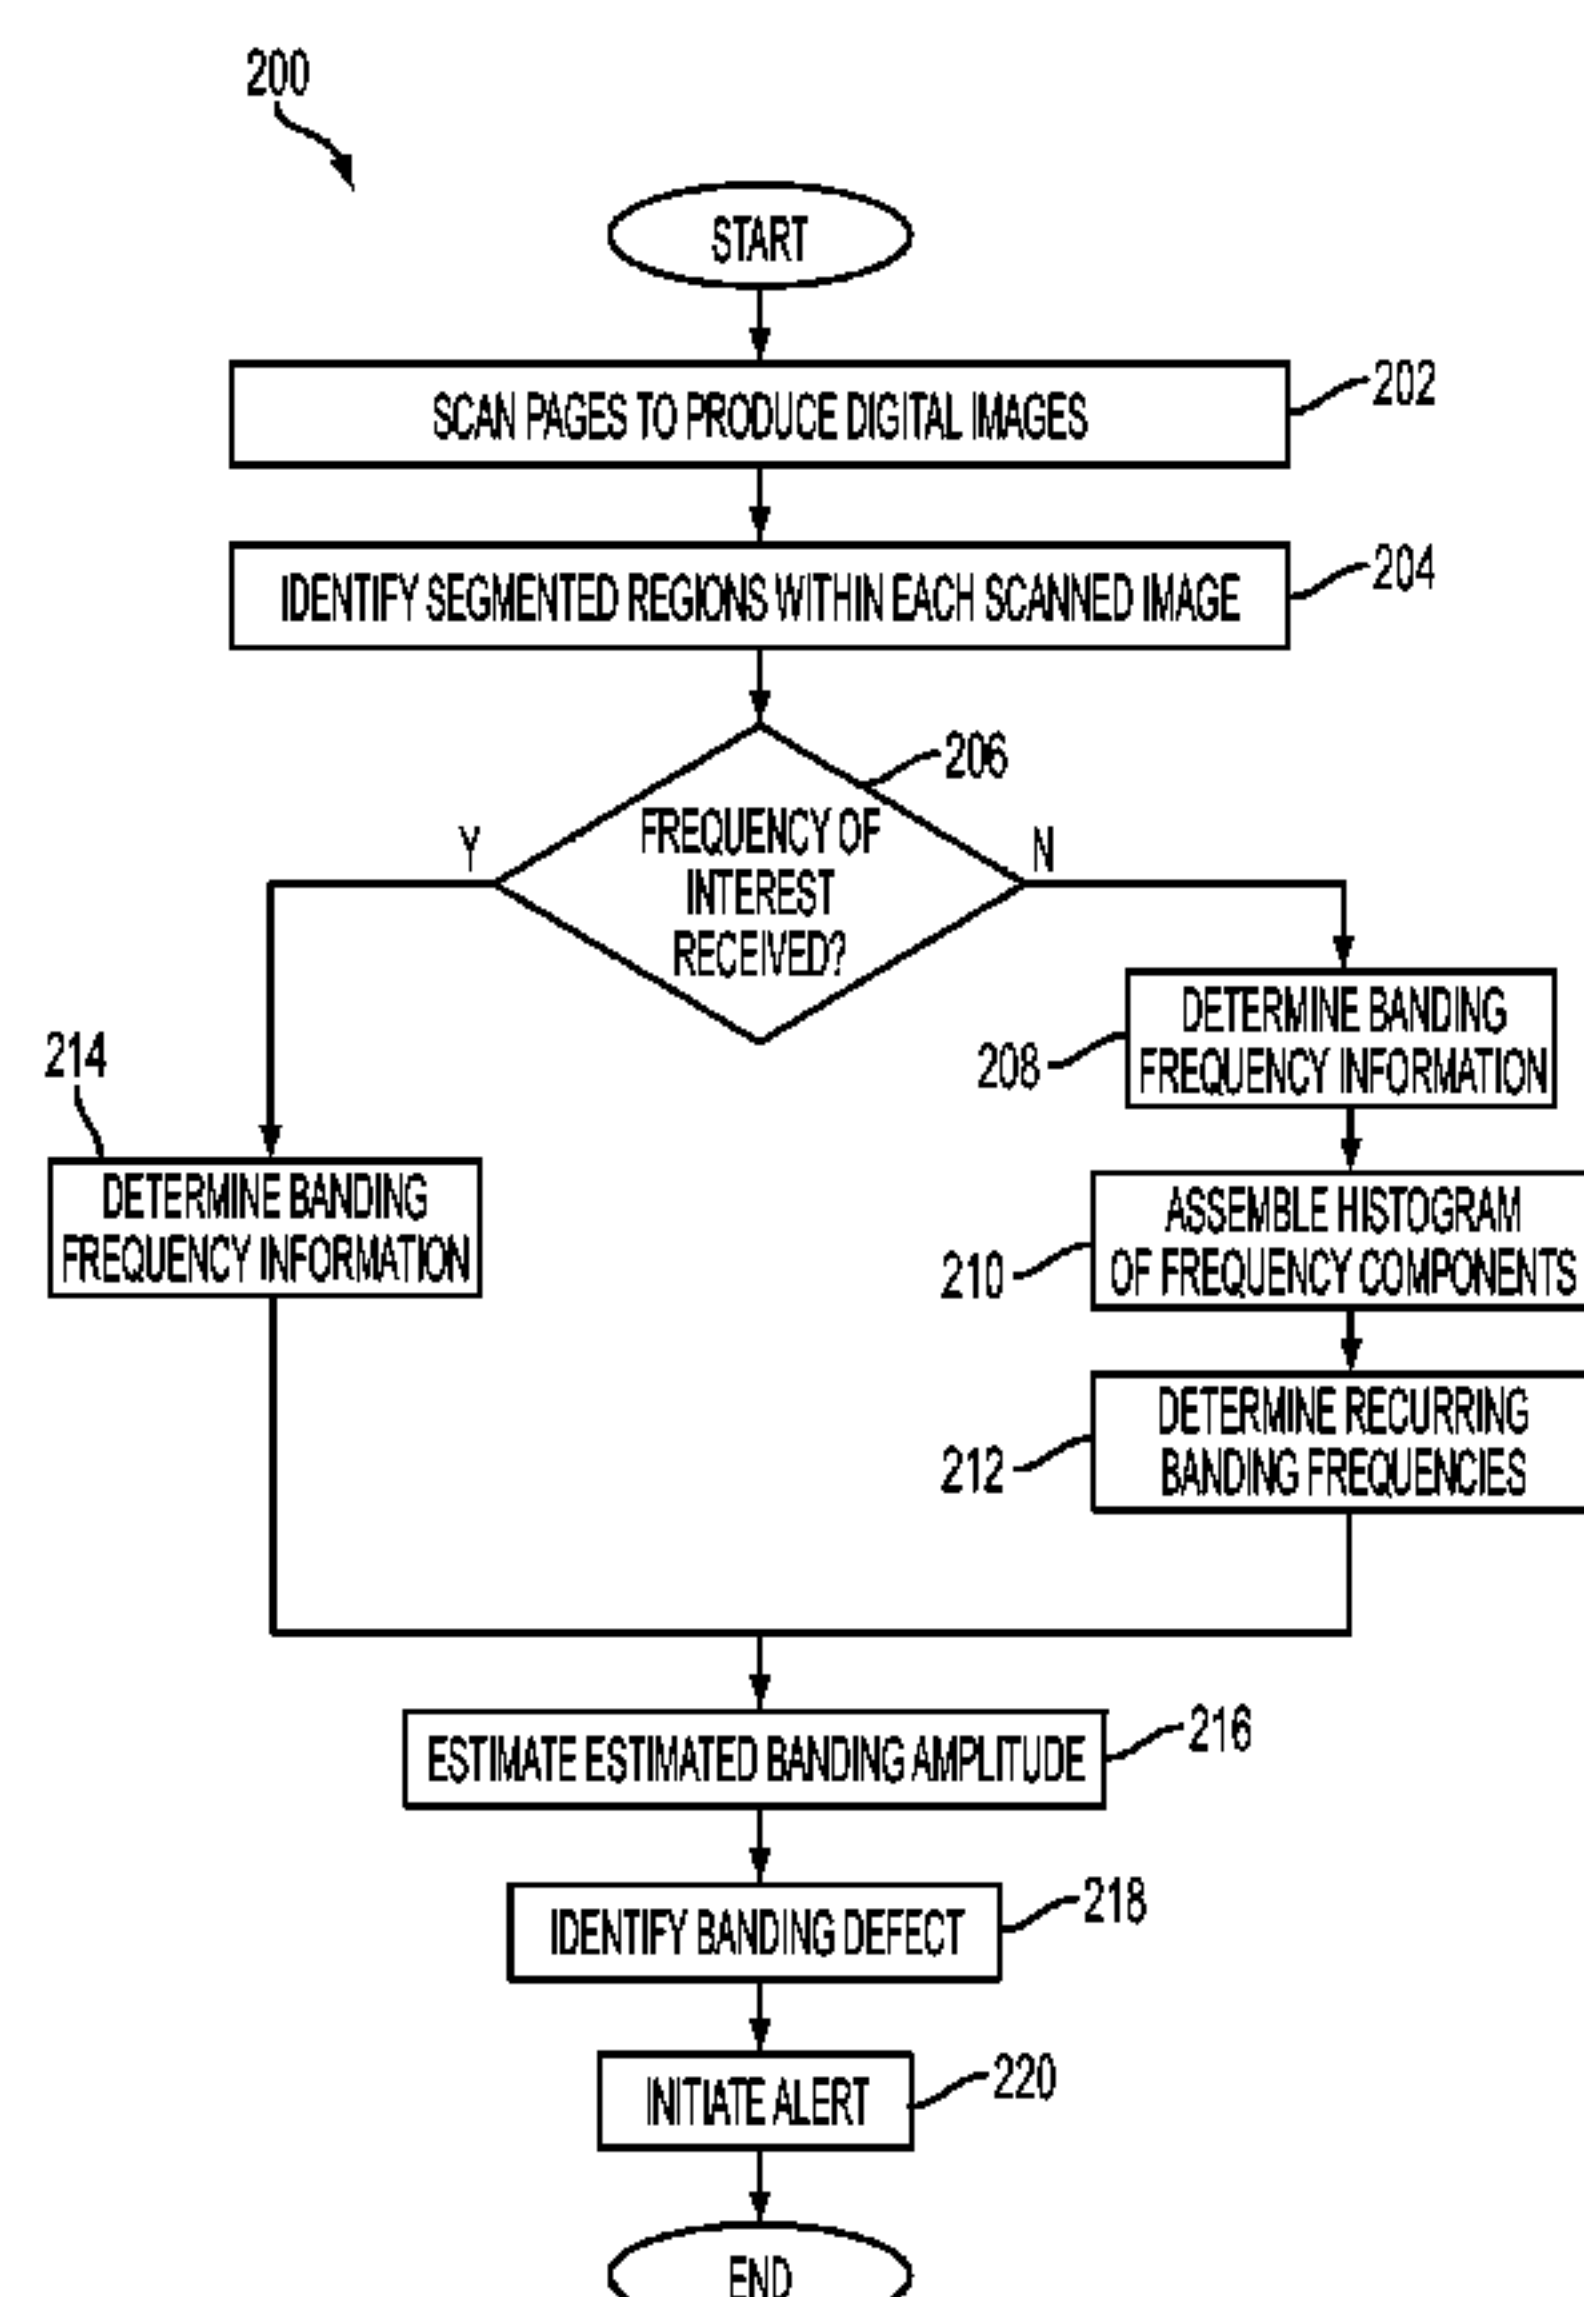 200
START
SCAN PAGES TO PRODUCE DIGITAL IMAGES
202
IDENTIFY SEGMENTED REGIONS WITHIN EACH SCANNED IMAGE
204
206
FREQUENCY OF
INTEREST
RECEIVED?
Y
N
DETERMINE BANDING
FREQUENCY INFORMATION
208
214
DETERMINE BANDING
FREQUENCY INFORMATION
ASSEMBLE HISTOGRAM
OF FREQUENCY COMPONENTS
210
DETERMINE RECURRING
BANDING FREQUENCIES
212
ESTIMATE ESTIMATED BANDING AMPLITUDE
216
IDENTIFY BANDING DEFECT
218
INITIATE ALERT
220
END